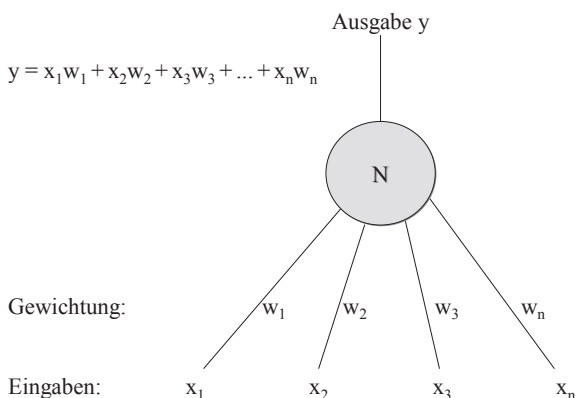 Ausgabe y
y = x₁w₁ + x₂w₂ + x₃w₃ + ... + xₙwₙ
N
Gewichtung: w₁ w₂ w₃ wₙ
Eingaben: x₁ x₂ x₃ xₙ